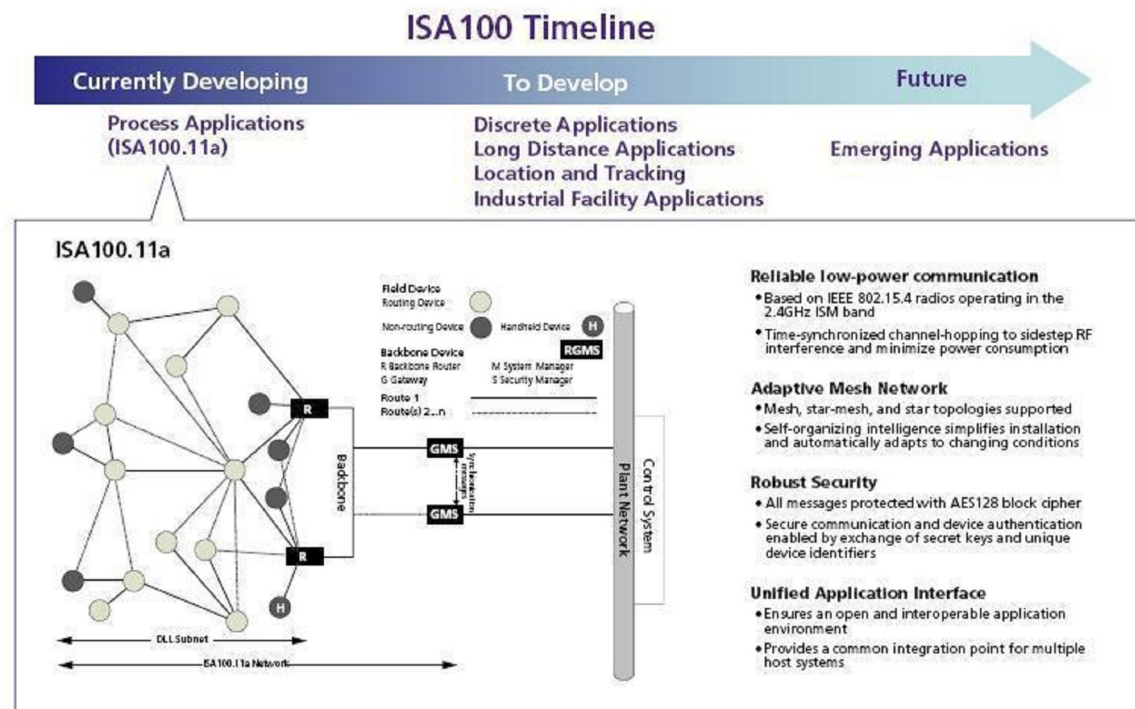 ISA100 Timeline
Currently Developing
To Develop
Future
Process Applications
(ISA100.11a)
Discrete Applications
Long Distance Applications
Location and Tracking
Industrial Facility Applications
Emerging Applications
ISA100.11a
Field Device
Routing Device
Non-routing Device
Handheld Device
H
Backbone Device
RGMS
R Backbone Router
M System Manager
G Gateway
S Security Manager
Route 1
Route(s) 2...n
R
Backbone
GMS
Synchronization
messages
GMS
R
H
Plant Network
Control System
DLL Subnet
ISA100.11a Network
Reliable low-power communication
• Based on IEEE 802.15.4 radios operating in the
2.4GHz ISM band
• Time-synchronized channel-hopping to sidestep RF
interference and minimize power consumption
Adaptive Mesh Network
• Mesh, star-mesh, and star topologies supported
• Self-organizing intelligence simplifies installation
and automatically adapts to changing conditions
Robust Security
• All messages protected with AES128 block cipher
• Secure communication and device authentication
enabled by exchange of secret keys and unique
device identifiers
Unified Application Interface
• Ensures an open and interoperable application
environment
• Provides a common integration point for multiple
host systems